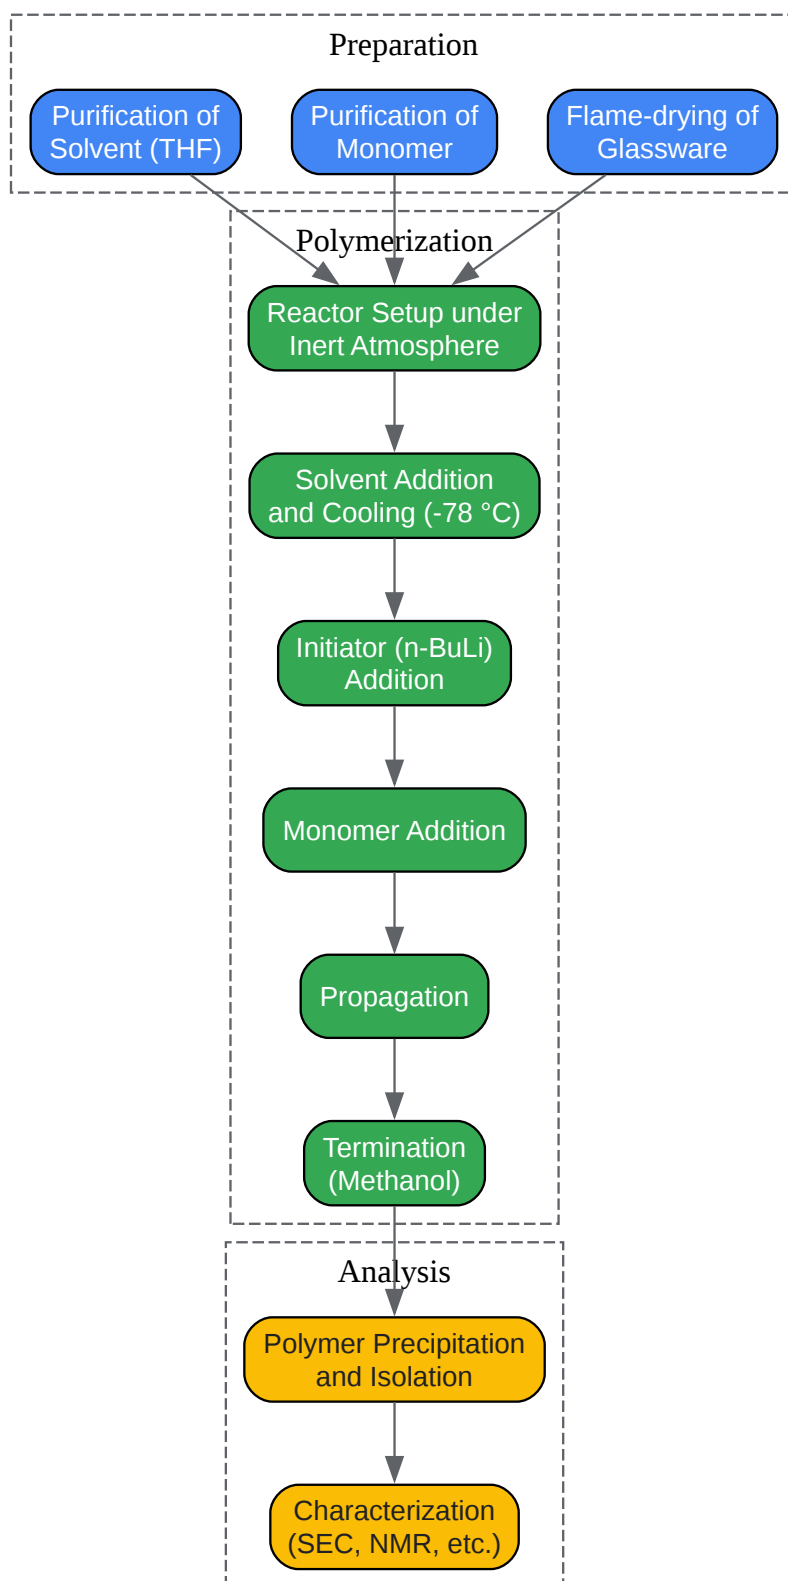 Preparation
Purification of
Solvent (THF)
Purification of
Monomer
Flame-drying of
Glassware
Polymerization
Reactor Setup under
Inert Atmosphere
Solvent Addition
and Cooling (-78 °C)
Initiator (n-BuLi)
Addition
Monomer Addition
Propagation
Termination
(Methanol)
Analysis
Polymer Precipitation
and Isolation
Characterization
(SEC, NMR, etc.)